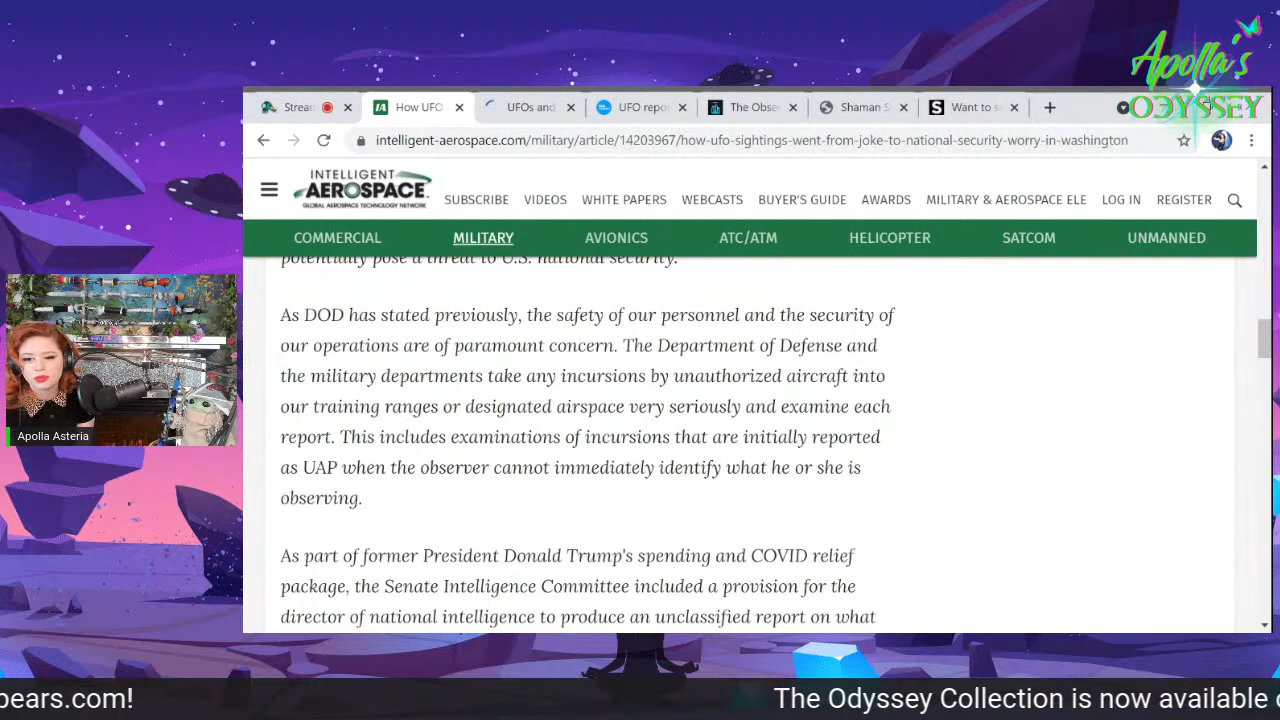 Apolla's
ODYSSEY
Stream
How UFO
UFOs and
UFO repo
The Obse
Shaman S
Want to s
intelligent-aerospace.com/military/article/14203967/how-ufo-sightings-went-from-joke-to-national-security-worry-in-washington
INTELLIGENT
AEROSPACE
GLOBAL AEROSPACE TECHNOLOGY NETWORK
SUBSCRIBE VIDEOS WHITE PAPERS WEBCASTS BUYER'S GUIDE AWARDS MILITARY & AEROSPACE ELE LOG IN REGISTER
COMMERCIAL MILITARY AVIONICS ATC/ATM HELICOPTER SATCOM UNMANNED
potentially pose a threat to U.S. national security.
As DOD has stated previously, the safety of our personnel and the security of
our operations are of paramount concern. The Department of Defense and
the military departments take any incursions by unauthorized aircraft into
our training ranges or designated airspace very seriously and examine each
report. This includes examinations of incursions that are initially reported
as UAP when the observer cannot immediately identify what he or she is
observing.
As part of former President Donald Trump's spending and COVID relief
package, the Senate Intelligence Committee included a provision for the
director of national intelligence to produce an unclassified report on what
Apolla Asteria
pears.com!
The Odyssey Collection is now available